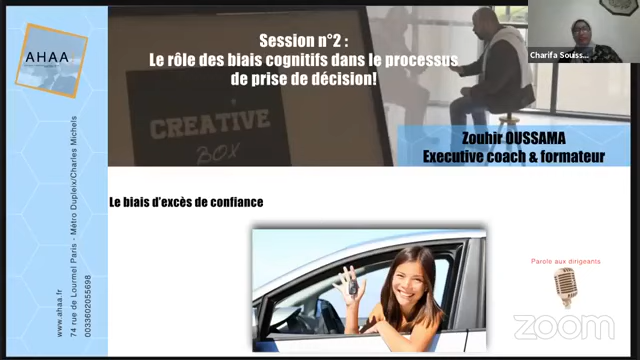 AHAA
Session n°2 :
Le rôle des biais cognitifs dans le processus
de prise de décision!
CREATIVE
BOX
Zouhir OUSSAMA
Executive coach & formateur
Charifa Souiss...
Le biais d'excès de confiance
Parole aux dirigeants
zoom
www.ahaa.fr
74 rue de Lourmel Paris - Métro Dupleix/Charles Michels
0033602055698